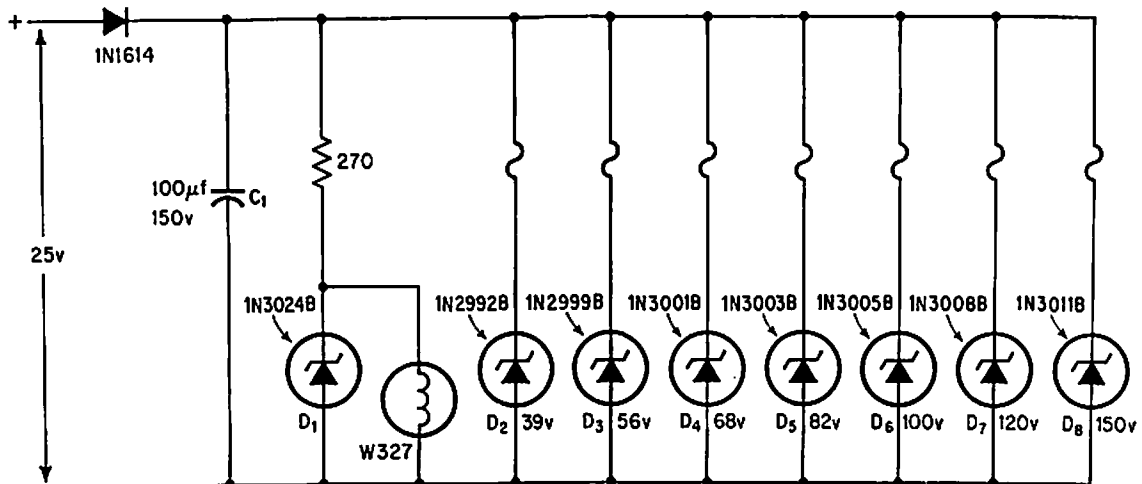 +
1N1614
270
100µf
150v
C1
25v
1N3024B
1N2992B
1N2999B
1N3001B
1N3003B
1N3005B
1N3008B
1N3011B
D1
W327
D2 39v
D3 56v
D4 68v
D5 82v
D6 100v
D7 120v
D8 150v